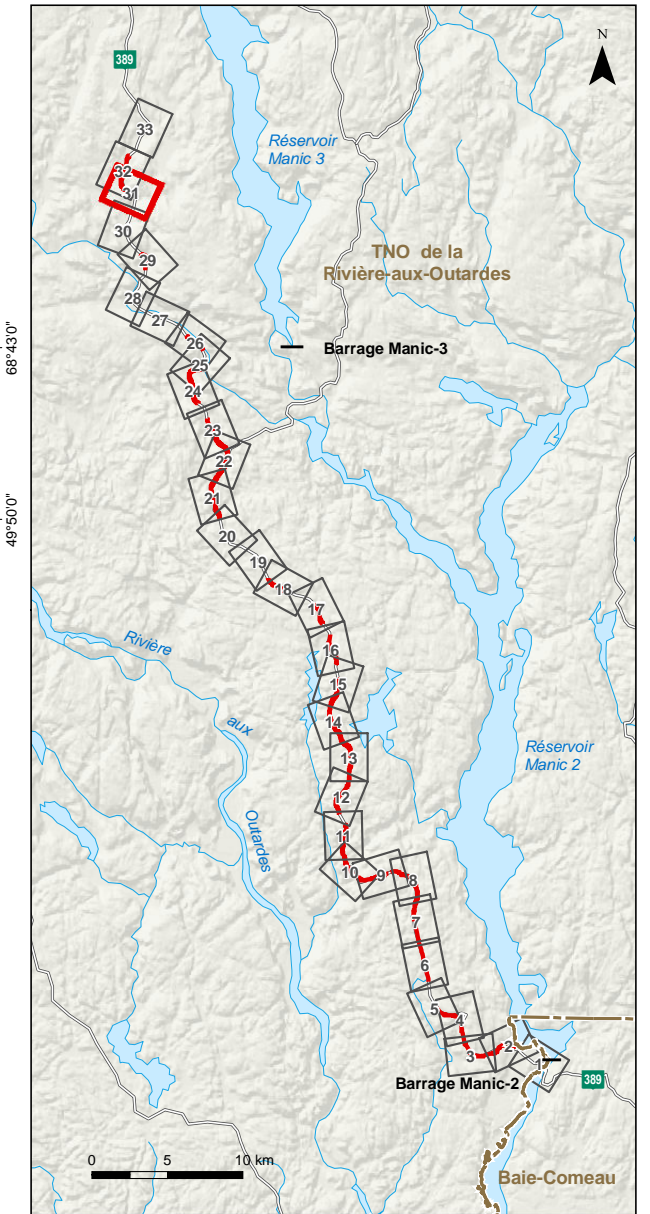 N
389
33
Réservoir
Manic 3
32
31
30
TNO de la
Rivière-aux-Outardes
29
28
27
68°43'0"
26
Barrage Manic-3
25
24
23
22
21
49°50'0"
20
19
18
17
Rivière
16
15
aux
14
Réservoir
Manic 2
13
12
Outardes
11
10
9
8
7
6
5
4
2
3
1
389
Barrage Manic-2
0 5 10 km
Baie-Comeau